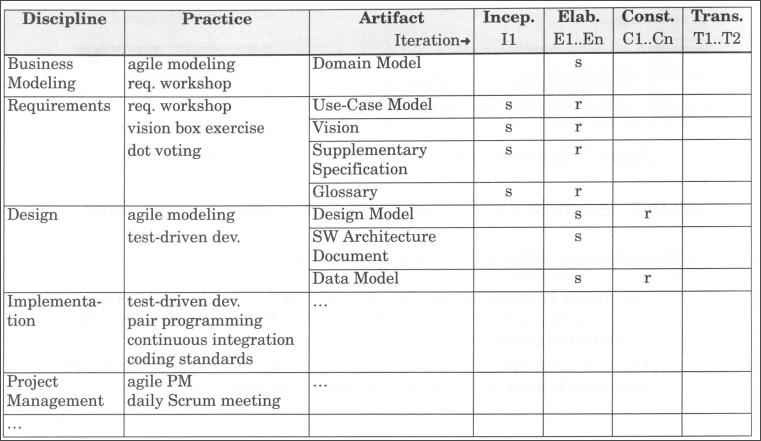 Discipline Practice Artifact Incep. Elab. Const. Trans.
Iteration→ I1 E1..En C1..Cn T1..T2
Business agile modeling Domain Model s
Modeling req. workshop
Requirements req. workshop Use-Case Model s r
vision box exercise Vision s r
dot voting Supplementary s r
Specification
Glossary s r
Design agile modeling Design Model s r
test-driven dev. SW Architecture s
Document
Data Model s r
Implementa- test-driven dev. …
tion pair programming
continuous integration
coding standards
Project agile PM …
Management daily Scrum meeting
…